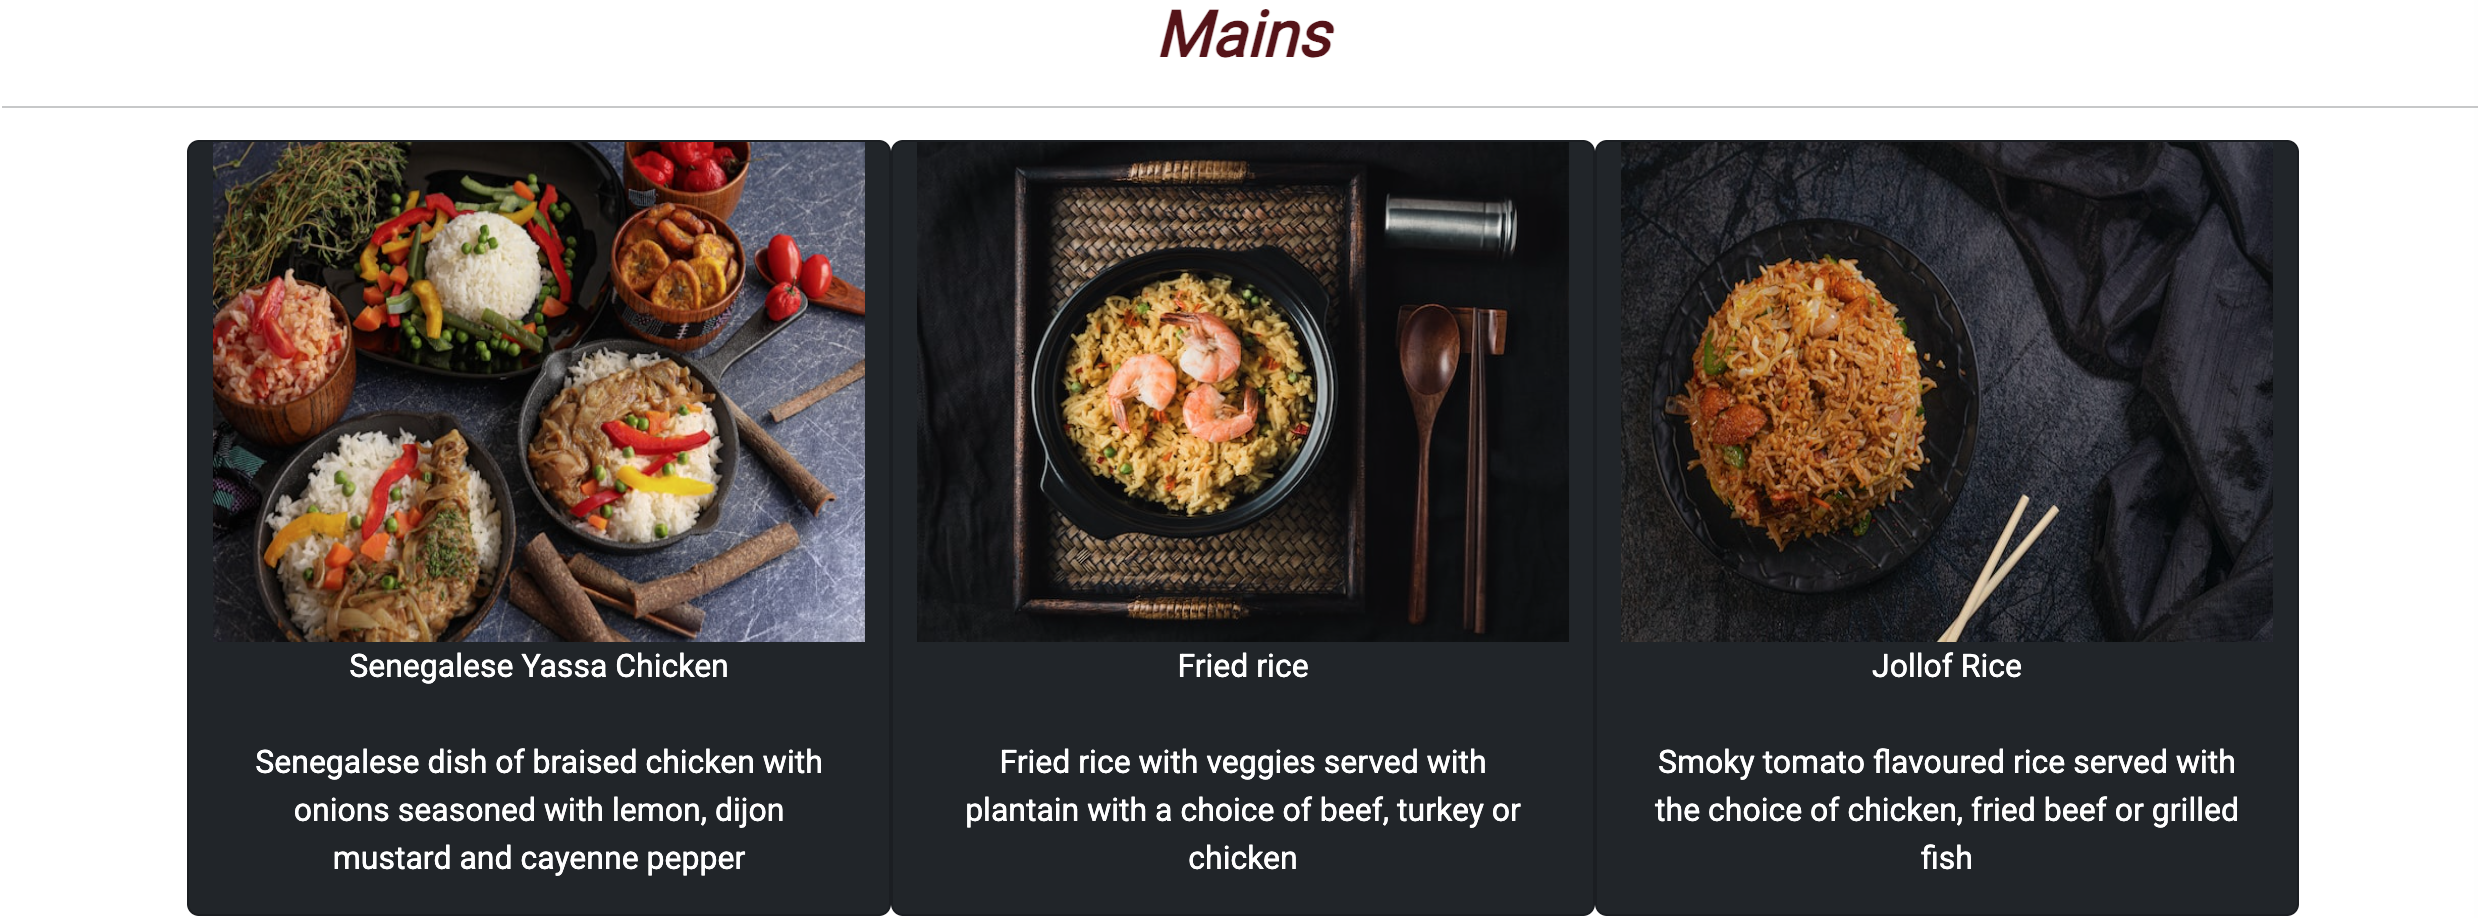 Mains
Senegalese Yassa Chicken
Senegalese dish of braised chicken with
onions seasoned with lemon, dijon
mustard and cayenne pepper
Fried rice
Fried rice with veggies served with
plantain with a choice of beef, turkey or
chicken
Jollof Rice
Smoky tomato flavoured rice served with
the choice of chicken, fried beef or grilled
fish